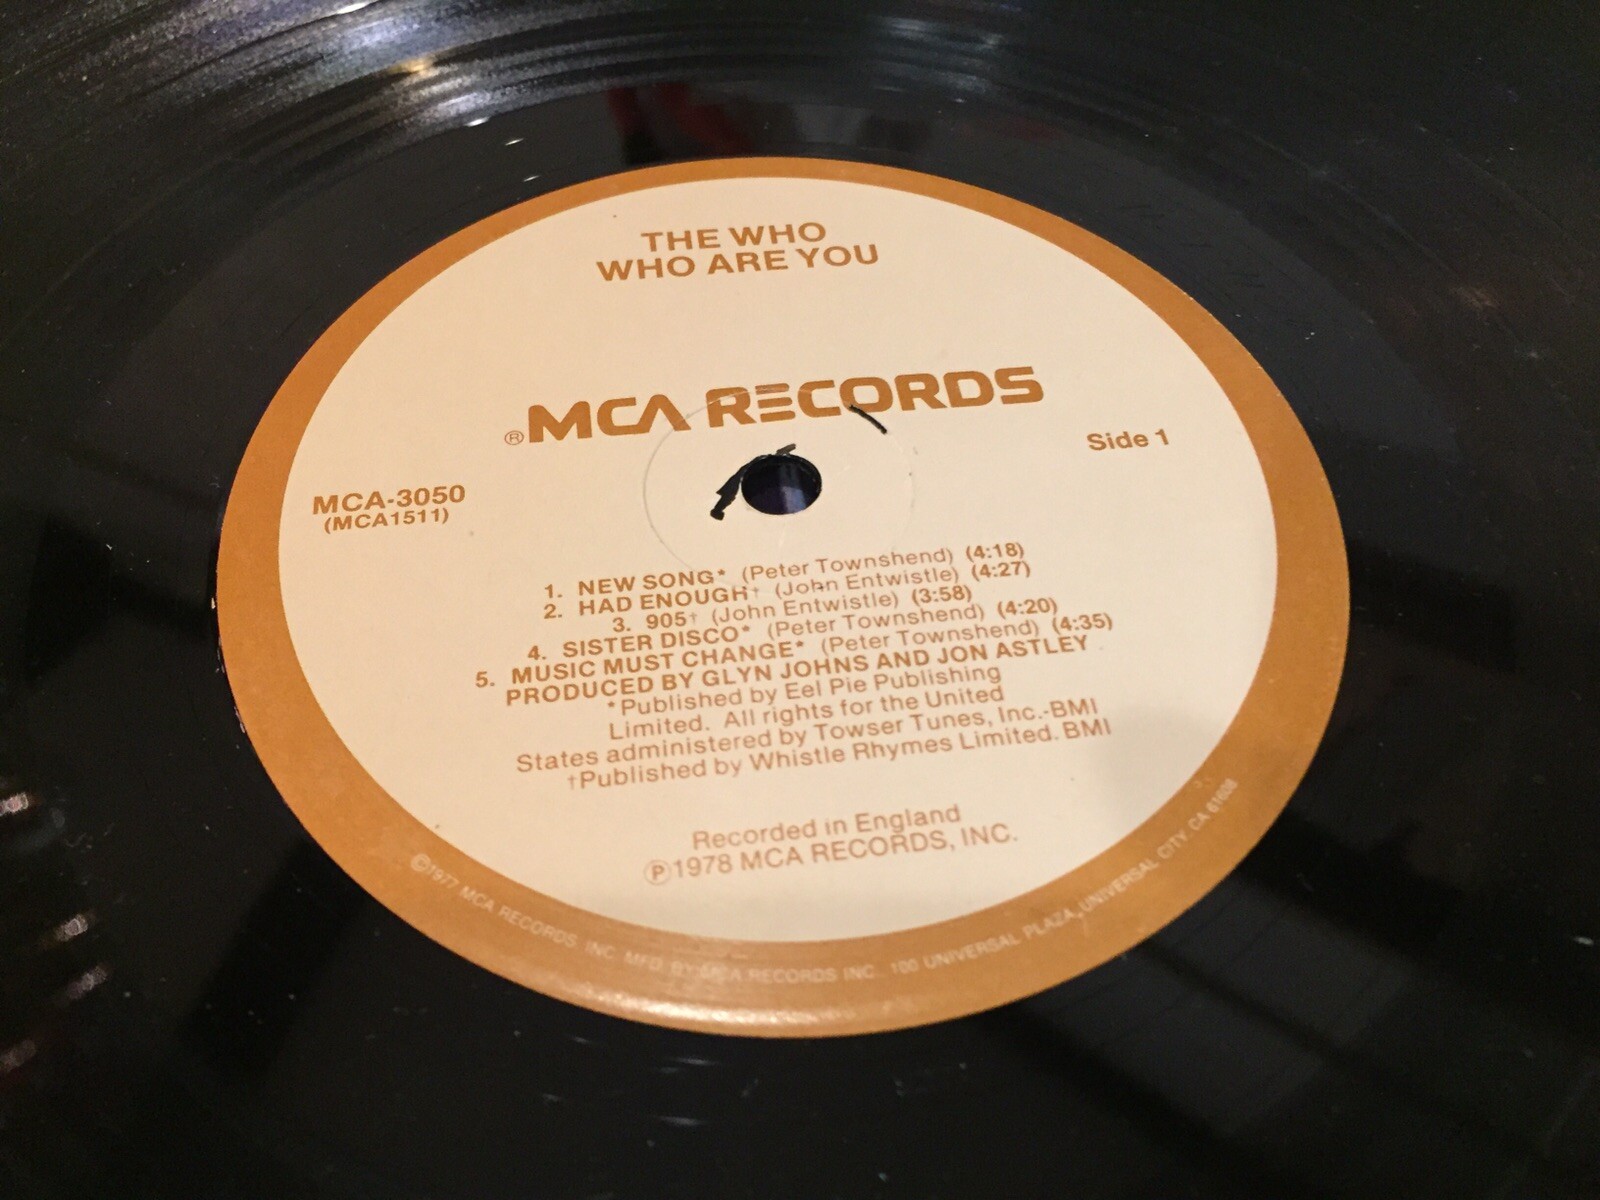 THE WHO
WHO ARE YOU
®MCA RECORDS
Side 1
MCA-3050
(MCA1511)
1. NEW SONG* (Peter Townshend) (4:18)
2. HAD ENOUGH† (John Entwistle) (4:27)
3. 905† (John Entwistle) (3:58)
4. SISTER DISCO* (Peter Townshend) (4:20)
5. MUSIC MUST CHANGE* (Peter Townshend) (4:35)
PRODUCED BY GLYN JOHNS AND JON ASTLEY
*Published by Eel Pie Publishing
Limited. All rights for the United
States administered by Towser Tunes, Inc.-BMI
†Published by Whistle Rhymes Limited. BMI
Recorded in England
℗1978 MCA RECORDS, INC.
©1977 MCA RECORDS, INC. MFD. BY MCA RECORDS INC. 100 UNIVERSAL PLAZA, UNIVERSAL CITY, CA 61608